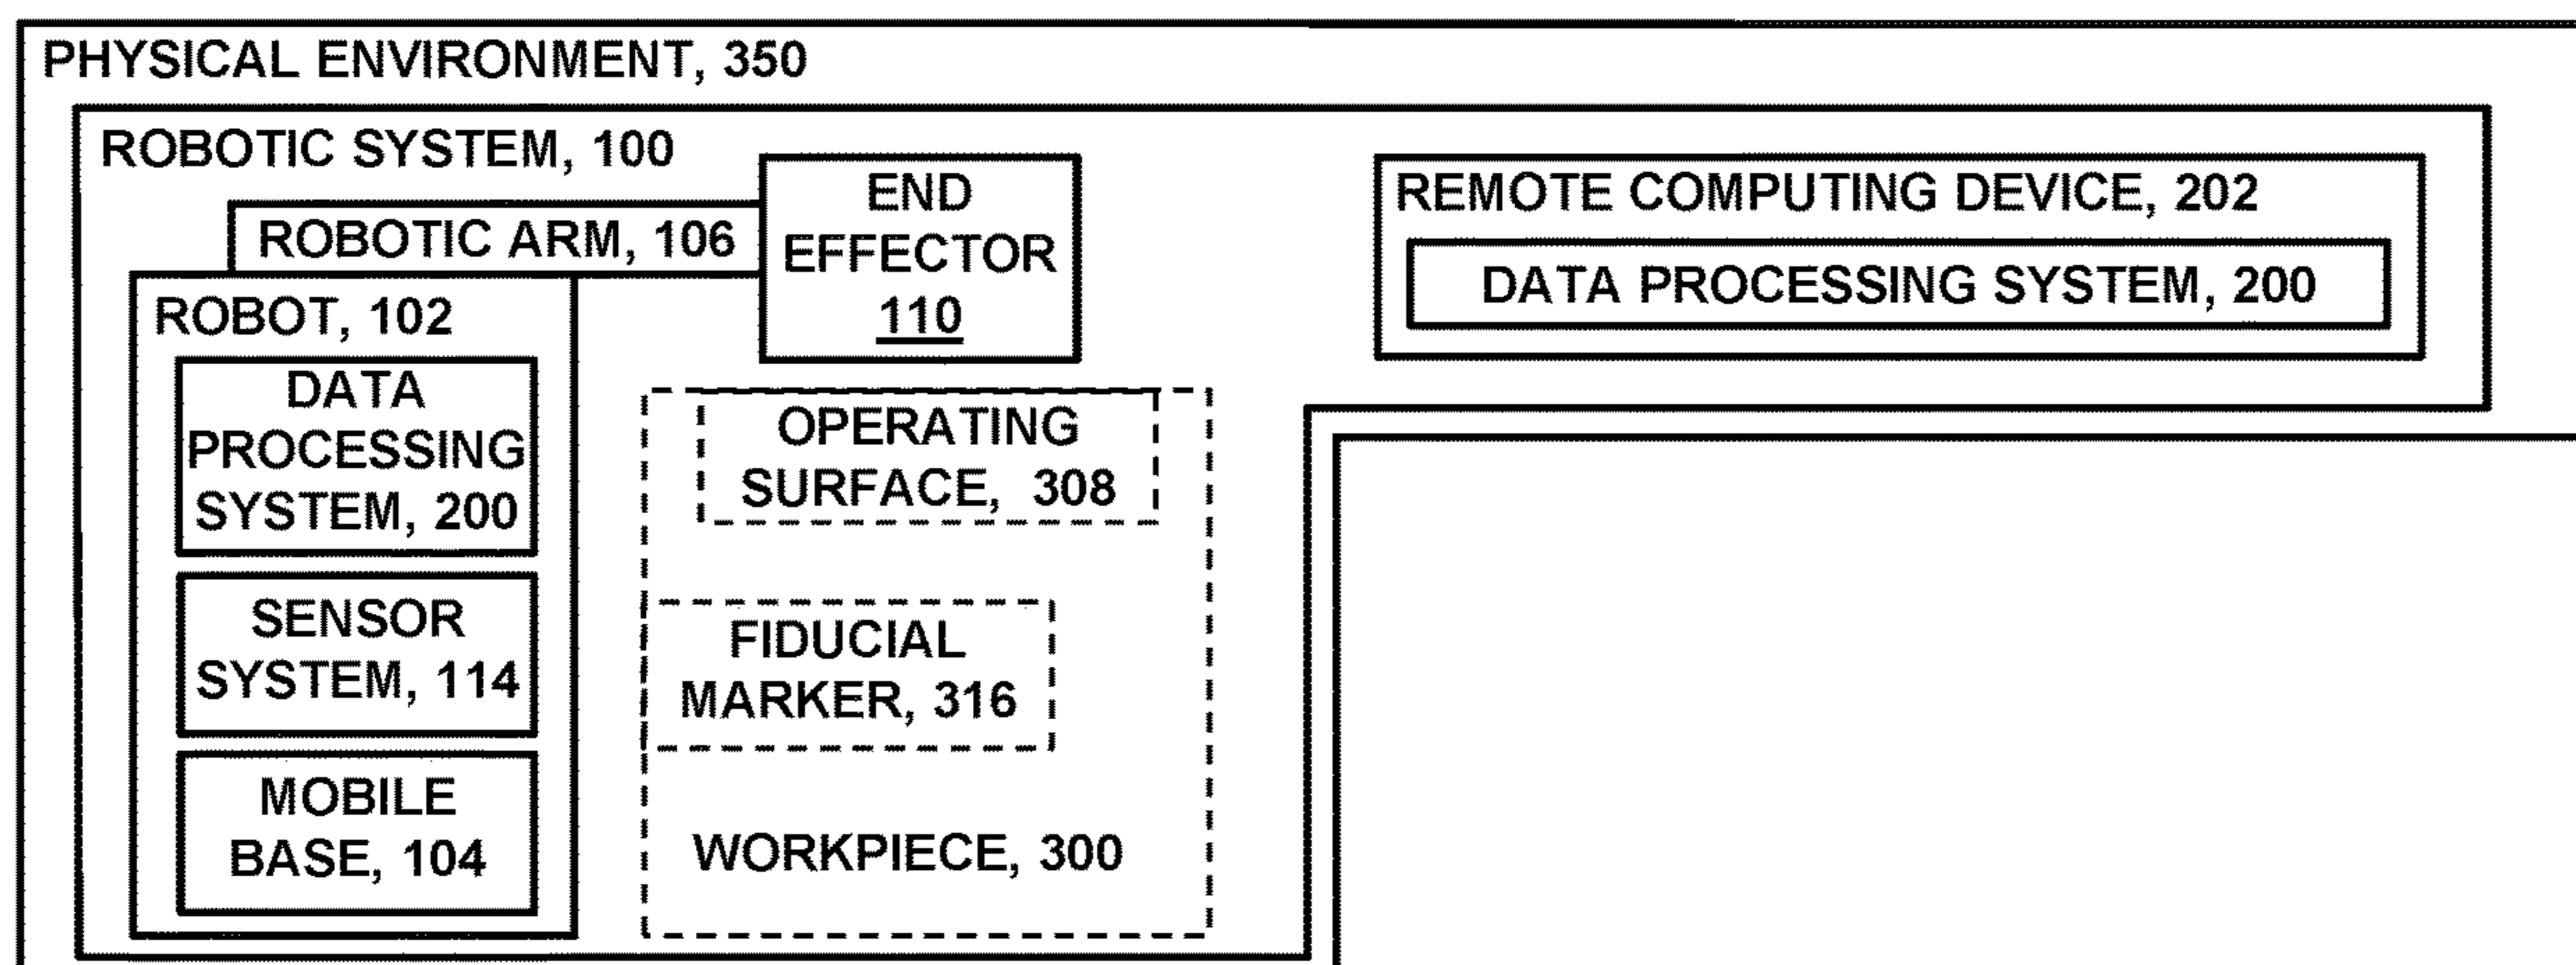 PHYSICAL ENVIRONMENT, 350
ROBOTIC SYSTEM, 100
ROBOTIC ARM, 106
END
EFFECTOR
110
REMOTE COMPUTING DEVICE, 202
DATA PROCESSING SYSTEM, 200
ROBOT, 102
DATA
PROCESSING
SYSTEM, 200
SENSOR
SYSTEM, 114
MOBILE
BASE, 104
OPERATING
SURFACE, 308
FIDUCIAL
MARKER, 316
WORKPIECE, 300